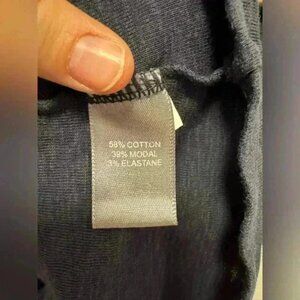 58% COTTON
39% MODAL
3% ELASTANE